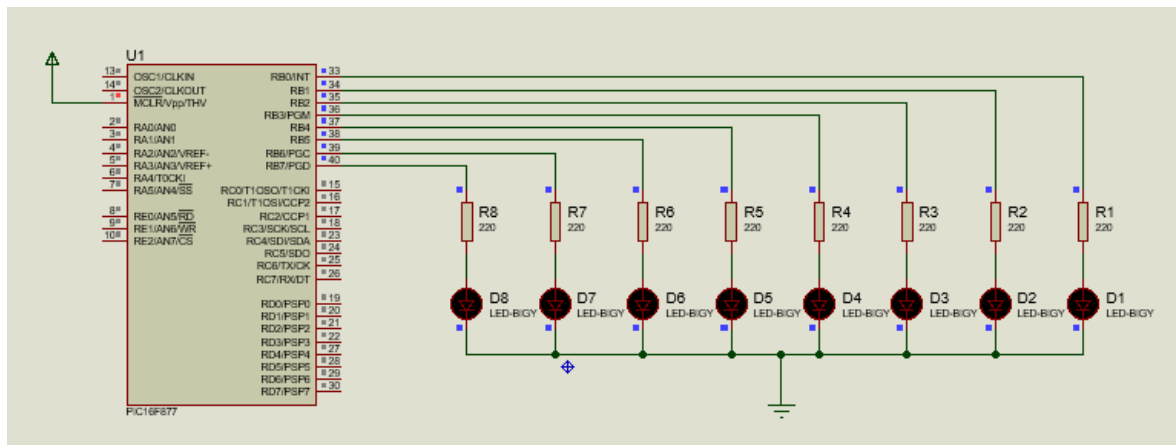 U1
13 OSC1/CLKIN RB0/INT 33
14 OSC2/CLKOUT RB1 34
1 MCLR/Vpp/THV RB2 35
RB3/PGM 36
2 RA0/AN0 RB4 37
3 RA1/AN1 RB5 38
4 RA2/AN2/VREF- RB6/PGC 39
5 RA3/AN3/VREF+ RB7/PGD 40
6 RA4/T0CKI
7 RA5/AN4/SS RC0/T1OSO/T1CKI 15
RC1/T1OSI/CCP2 16
8 RE0/AN5/RD RC2/CCP1 17
9 RE1/AN6/WR RC3/SCK/SCL 18
10 RE2/AN7/CS RC4/SDI/SDA 23
RC5/SDO 24
RC6/TX/CK 25
RC7/RX/DT 26
RD0/PSP0 19
RD1/PSP1 20
RD2/PSP2 21
RD3/PSP3 22
RD4/PSP4 27
RD5/PSP5 28
RD6/PSP6 29
RD7/PSP7 30
PIC16F877
R8 R7 R6 R5 R4 R3 R2 R1
220 220 220 220 220 220 220 220
D8 D7 D6 D5 D4 D3 D2 D1
LED-BIGY LED-BIGY LED-BIGY LED-BIGY LED-BIGY LED-BIGY LED-BIGY LED-BIGY